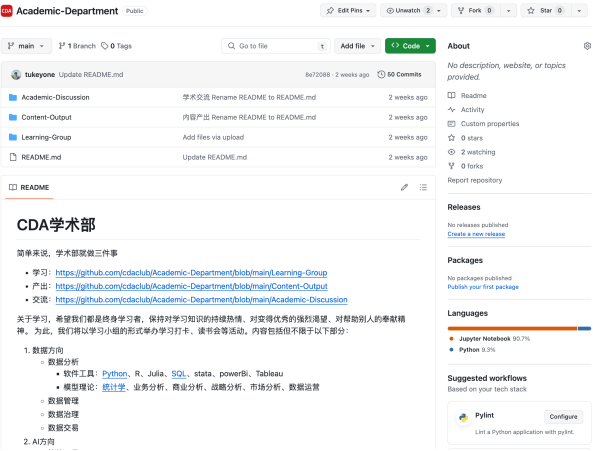 CDA Academic-Department Public
Edit Pins Unwatch 2 Fork 0 Star 0
main 1 Branch 0 Tags Go to file t Add file Code
tukeyone Update README.md 8e72088 · 2 weeks ago 50 Commits
Academic-Discussion 学术交流 Rename README to README.md 2 weeks ago
Content-Output 内容产出 Rename README to README.md 2 weeks ago
Learning-Group Add files via upload 2 weeks ago
README.md Update README.md 2 weeks ago
README
CDA学术部
简单来说，学术部就做三件事
学习：https://github.com/cdaclub/Academic-Department/blob/main/Learning-Group
产出：https://github.com/cdaclub/Academic-Department/blob/main/Content-Output
交流：https://github.com/cdaclub/Academic-Department/blob/main/Academic-Discussion
关于学习，希望我们都是终身学习者，保持对学习知识的持续热情、对变得优秀的强烈渴望、对帮助别人的奉献精
神。 为此，我们将以学习小组的形式举办学习打卡、读书会等活动。内容包括但不限于以下部分：
1. 数据方向
数据分析
软件工具：Python、R、Julia、SQL、stata、powerBi、Tableau
模型理论：统计学、业务分析、商业分析、战略分析、市场分析、数据运营
数据管理
数据治理
数据交易
2. AI方向
About
No description, website, or topics
provided.
Readme
Activity
Custom properties
0 stars
2 watching
0 forks
Report repository
Releases
No releases published
Create a new release
Packages
No packages published
Publish your first package
Languages
Jupyter Notebook 90.7%
Python 9.3%
Suggested workflows
Based on your tech stack
Pylint Configure
Lint a Python application with pylint.